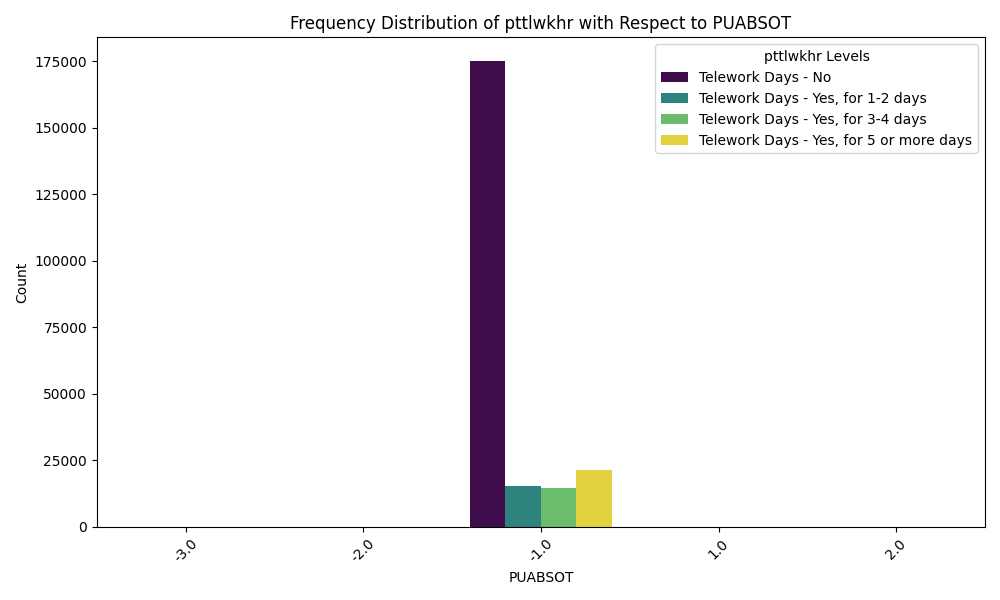 Frequency Distribution of pttlwkhr with Respect to PUABSOT
pttlwkhr Levels
Telework Days - No
Telework Days - Yes, for 1-2 days
Telework Days - Yes, for 3-4 days
Telework Days - Yes, for 5 or more days
175000
150000
125000
100000
75000
50000
25000
0
Count
-3.0
-2.0
-1.0
1.0
2.0
PUABSOT